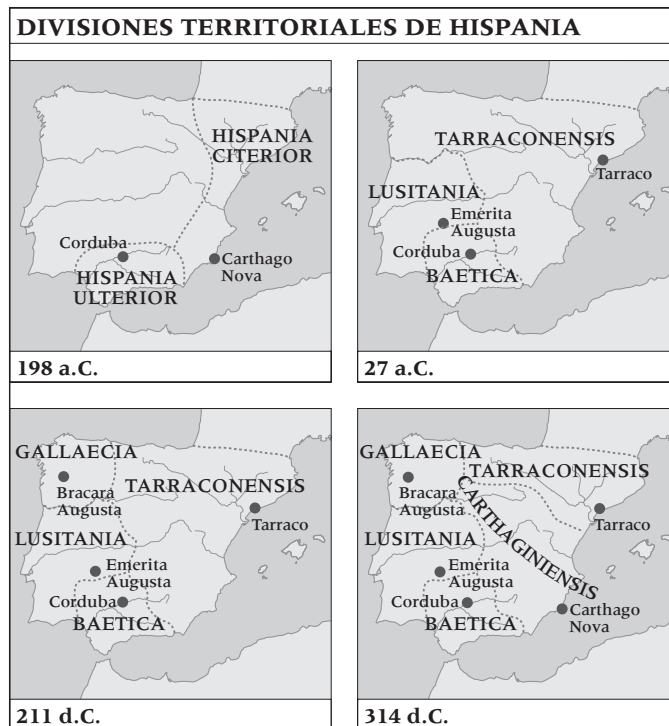 DIVISIONES TERRITORIALES DE HISPANIA
HISPANIA
CITERIOR
Corduba
Carthago
Nova
HISPANIA
ULTERIOR
198 a.C.
TARRACONENSIS
Tarraco
LUSITANIA
Emerita
Augusta
Corduba
BAETICA
27 a.C.
GALLAECIA
TARRACONENSIS
Bracara
Augusta
Tarraco
LUSITANIA
Emerita
Augusta
Corduba
BAETICA
211 d.C.
GALLAECIA
TARRACONENSIS
Bracara
Augusta
CARTHAGINIENSIS
Tarraco
LUSITANIA
Emerita
Augusta
Corduba
Carthago
Nova
BAETICA
314 d.C.